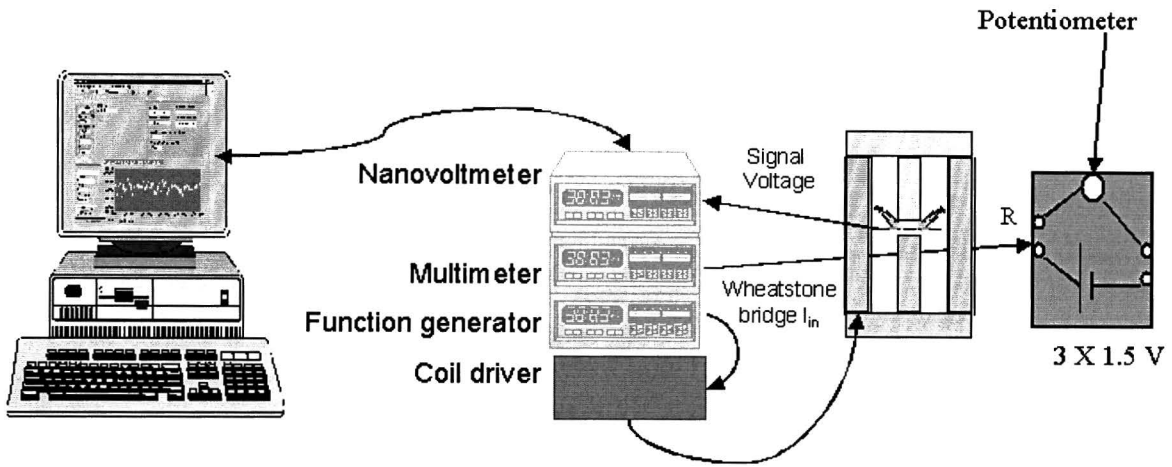 Potentiometer
Nanovoltmeter
Signal
Voltage
R
Multimeter
Wheatstone
bridge Iin
Function generator
Coil driver
3 X 1.5 V